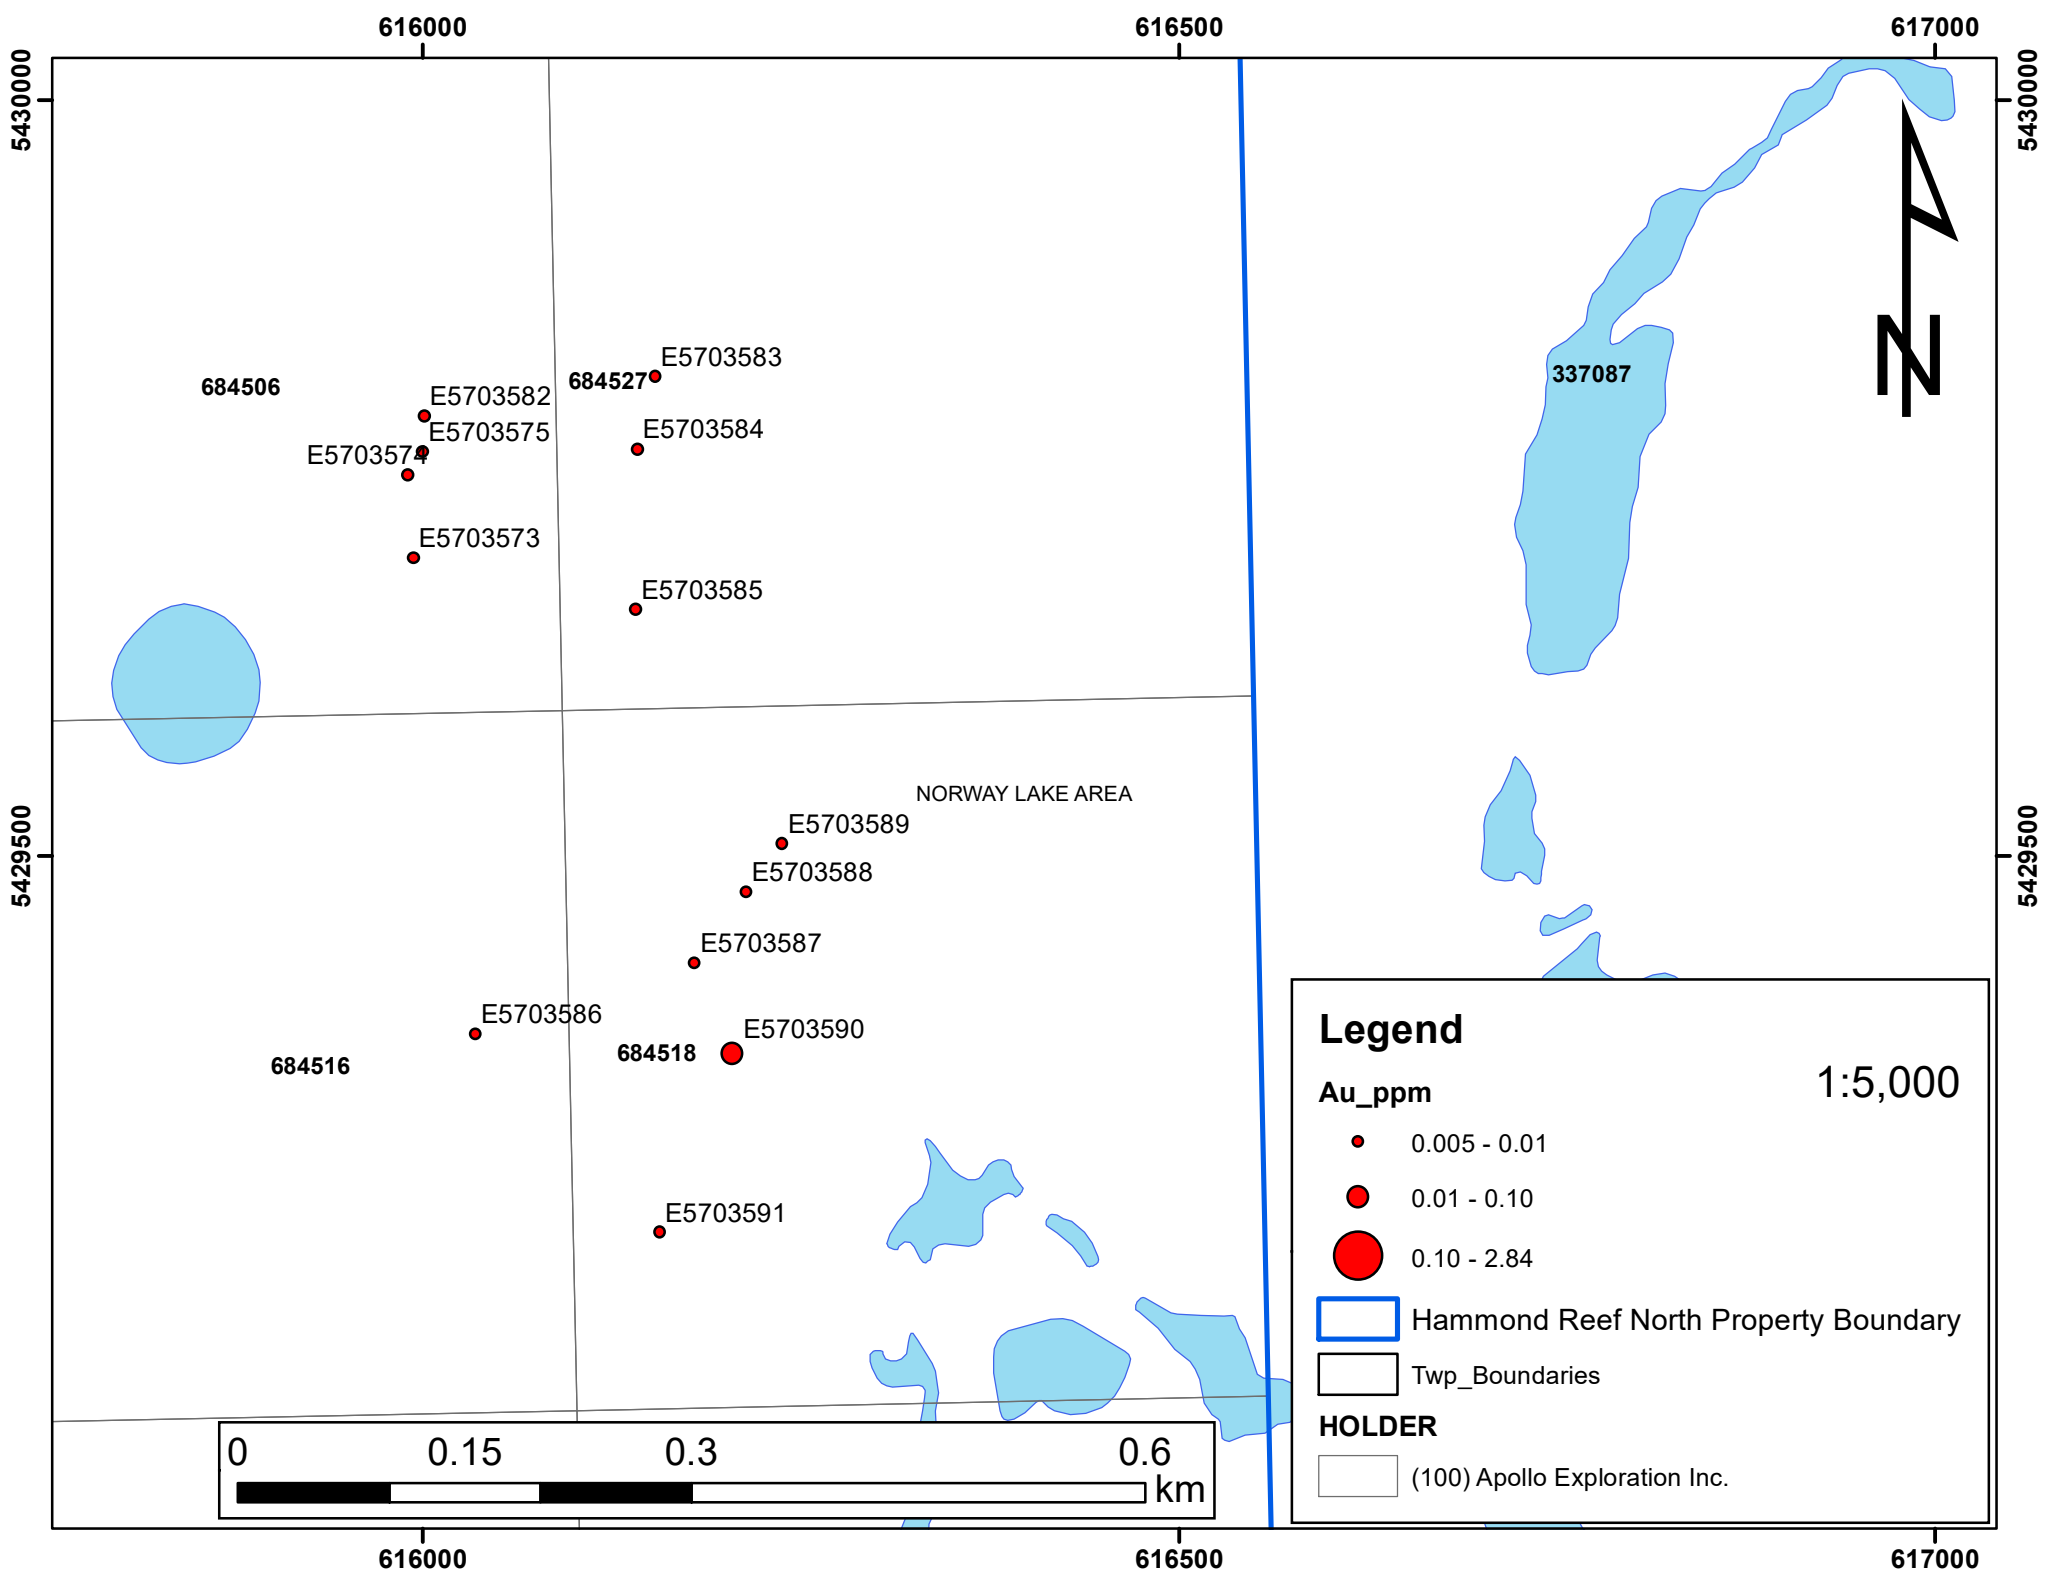 616000
616500
617000
5430000
5430000
E5703583
684527
337087
684506
E5703582
E5703575
E5703584
E5703574
N
E5703573
E5703585
NORWAY LAKE AREA
E5703589
5429500
5429500
E5703588
E5703587
E5703586
E5703590
684518
684516
E5703591
Legend
1:5,000
Au_ppm
0.005 - 0.01
0.01 - 0.10
0.10 - 2.84
Hammond Reef North Property Boundary
Twp_Boundaries
HOLDER
(100) Apollo Exploration Inc.
0 0.15 0.3 0.6
km
616000
616500
617000